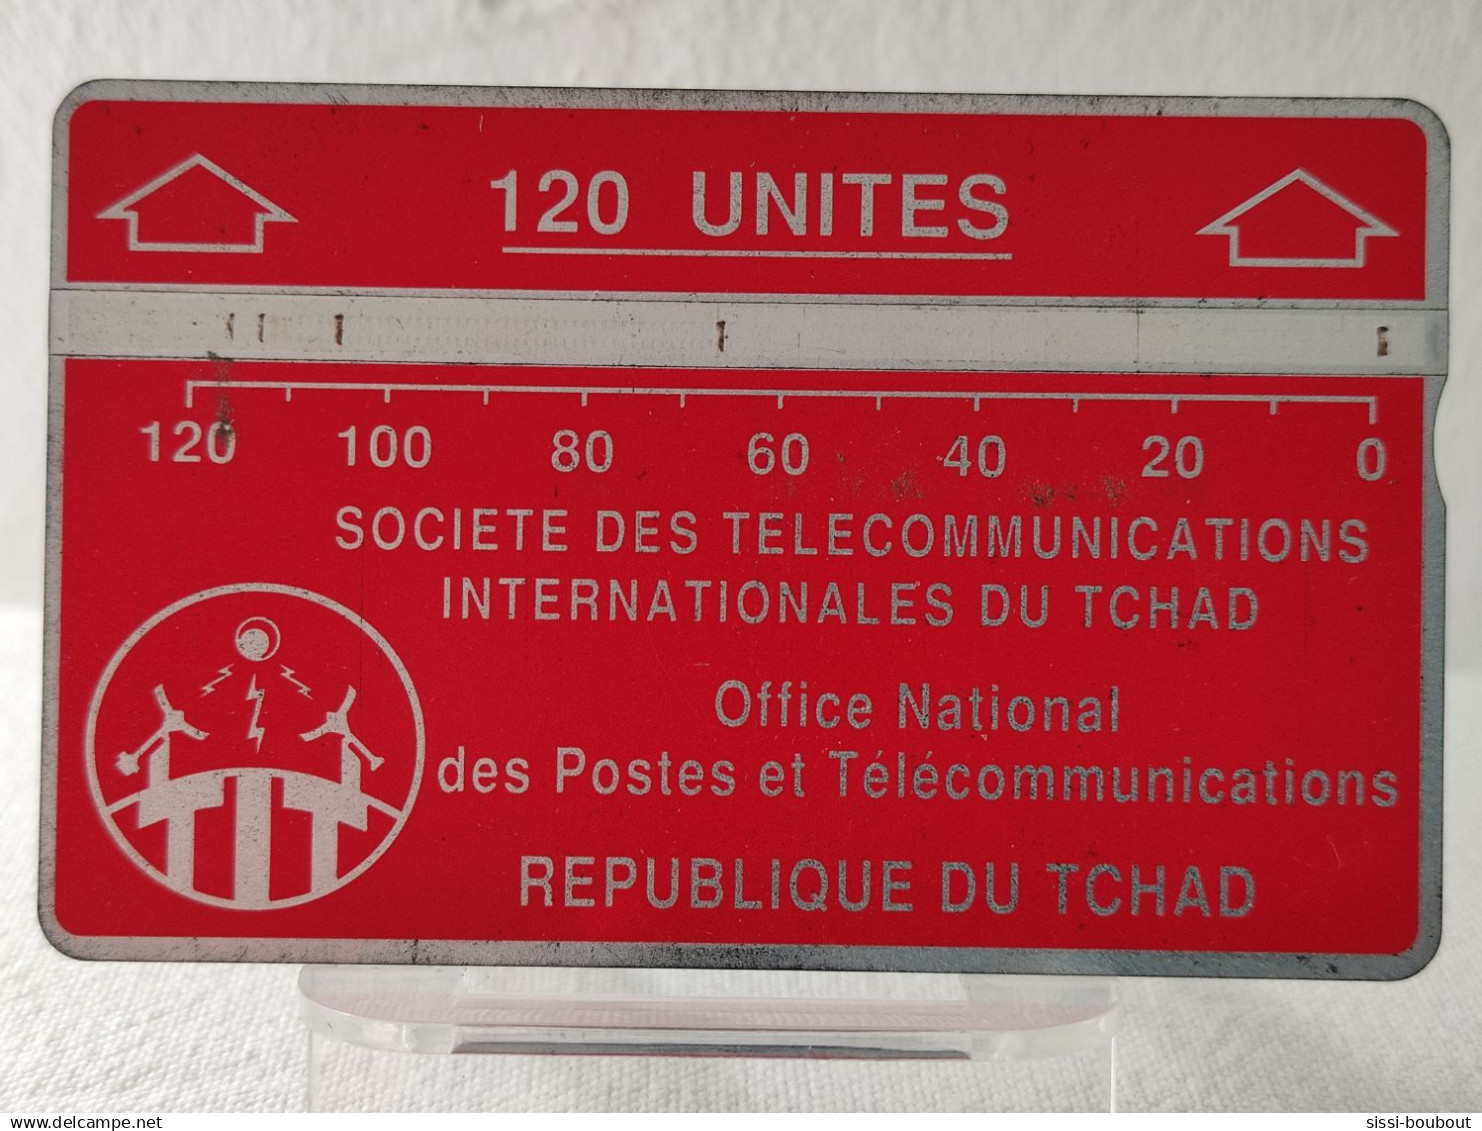 120 UNITES
120 100 80 60 40 20 0
SOCIETE DES TELECOMMUNICATIONS
INTERNATIONALES DU TCHAD
Office National
des Postes et Télécommunications
REPUBLIQUE DU TCHAD
delcampe.net
sissi-boubout